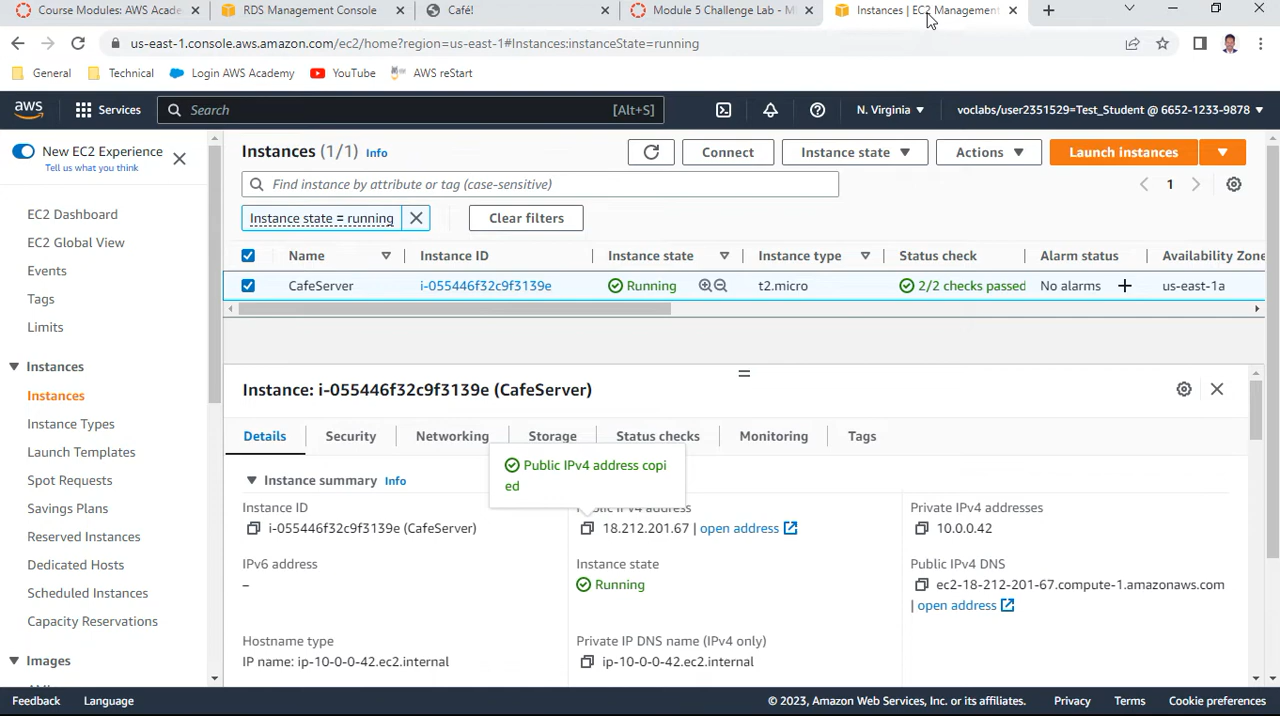 Course Modules: AWS Acade
RDS Management Console
Café!
Module 5 Challenge Lab - Mi
Instances | EC2 Management
us-east-1.console.aws.amazon.com/ec2/home?region=us-east-1#Instances:instanceState=running
General
Technical
Login AWS Academy
YouTube
AWS reStart
aws
Services
Search
[Alt+S]
N. Virginia
voclabs/user2351529=Test_Student @ 6652-1233-9878
New EC2 Experience
Tell us what you think
EC2 Dashboard
EC2 Global View
Events
Tags
Limits
Instances
Instances
Instance Types
Launch Templates
Spot Requests
Savings Plans
Reserved Instances
Dedicated Hosts
Scheduled Instances
Capacity Reservations
Images
Instances (1/1) Info
Connect
Instance state
Actions
Launch instances
Find instance by attribute or tag (case-sensitive)
1
Instance state = running
Clear filters
Name Instance ID Instance state Instance type Status check Alarm status Availability Zone
CafeServer i-055446f32c9f3139e Running t2.micro 2/2 checks passed No alarms + us-east-1a
Instance: i-055446f32c9f3139e (CafeServer)
Details Security Networking Storage Status checks Monitoring Tags
Public IPv4 address copi
ed
Instance summary Info
Instance ID
i-055446f32c9f3139e (CafeServer)
Public IPv4 address
18.212.201.67 | open address
Private IPv4 addresses
10.0.0.42
IPv6 address
–
Instance state
Running
Public IPv4 DNS
ec2-18-212-201-67.compute-1.amazonaws.com
| open address
Hostname type
IP name: ip-10-0-0-42.ec2.internal
Private IP DNS name (IPv4 only)
ip-10-0-0-42.ec2.internal
Feedback
Language
© 2023, Amazon Web Services, Inc. or its affiliates.
Privacy
Terms
Cookie preferences